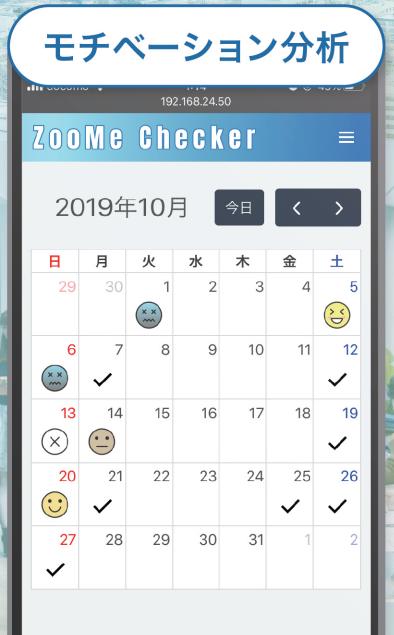 モチベーション分析
192.168.24.50
ZooMe Checker
2019年10月
今日
日 月 火 水 木 金 土
29 30 1 2 3 4 5
6 7 8 9 10 11 12
13 14 15 16 17 18 19
20 21 22 23 24 25 26
27 28 29 30 31 1 2